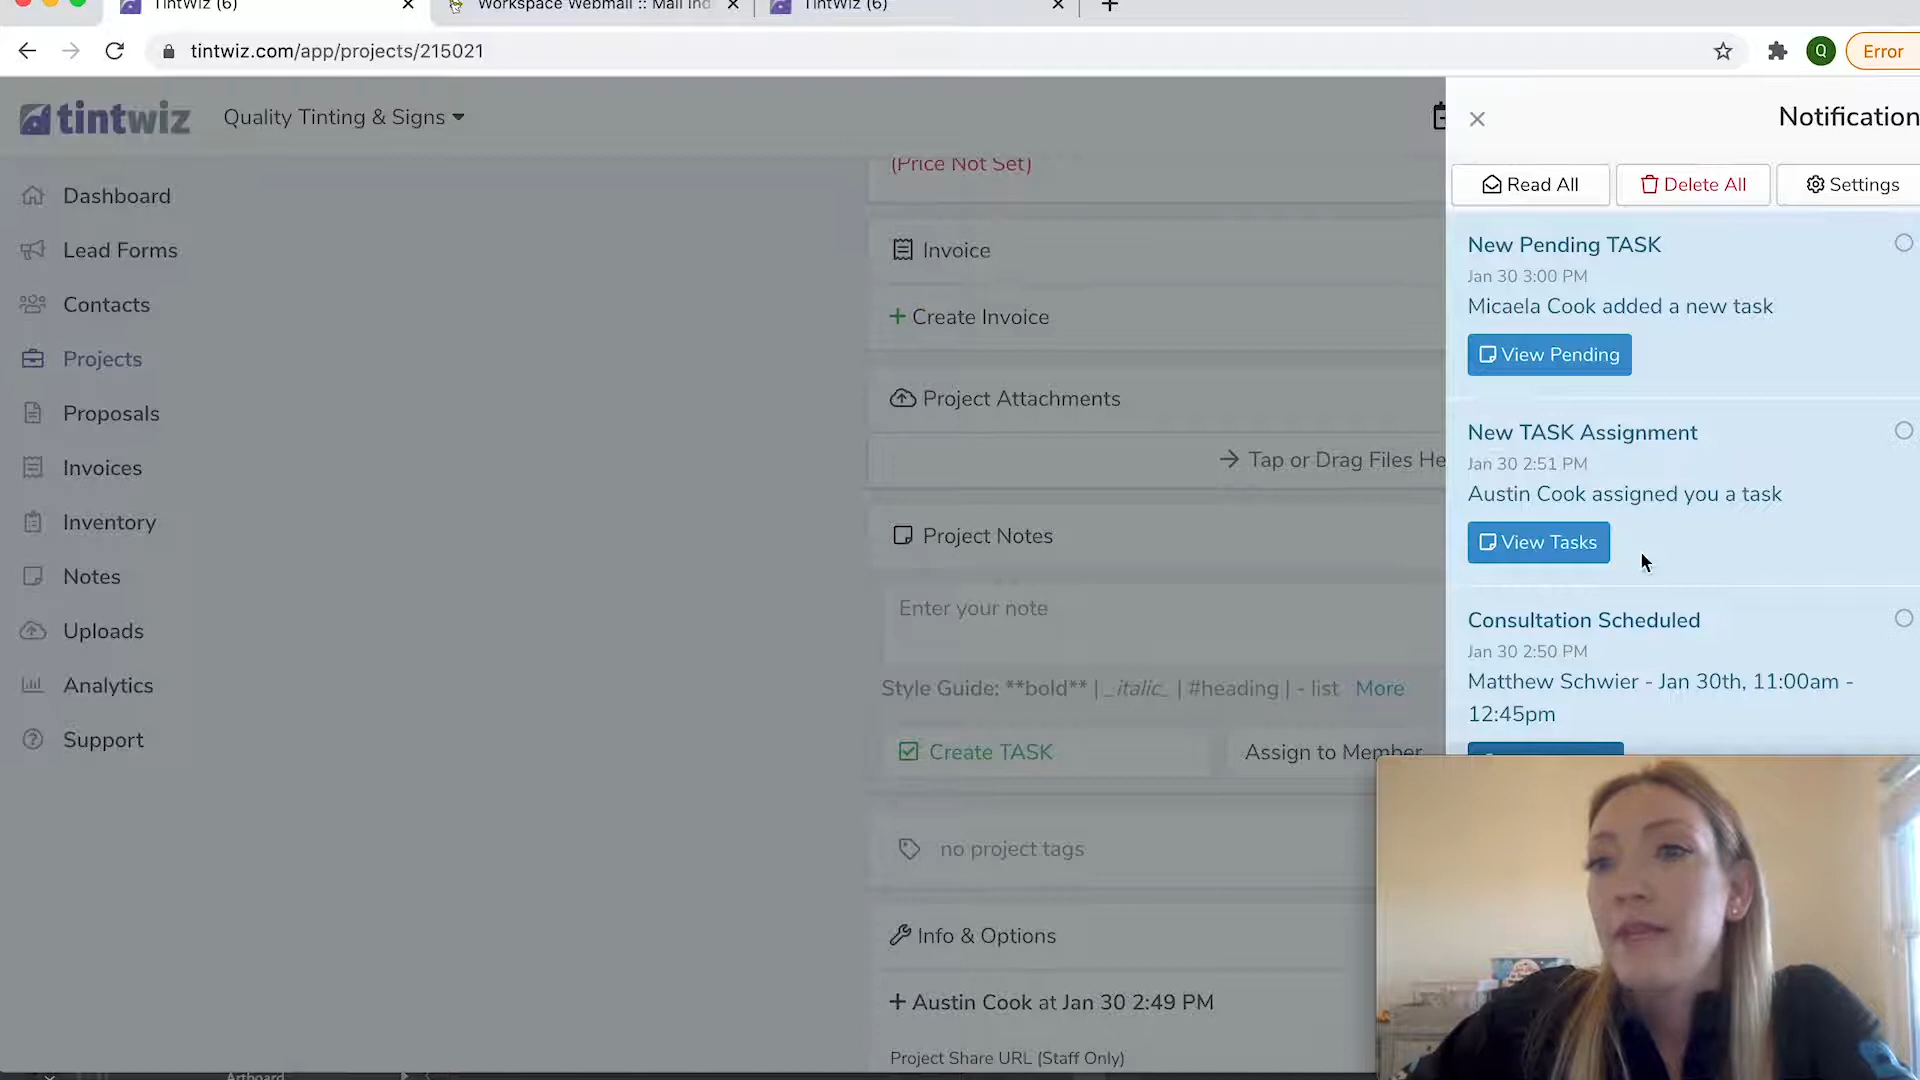 TintWiz (6)
Workspace Webmail :: Mail Ind
TintWiz (6)
tintwiz.com/app/projects/215021
Q
Error
tintwiz
Quality Tinting & Signs
Notification
Read All
Delete All
Settings
Dashboard
Lead Forms
Contacts
Projects
Proposals
Invoices
Inventory
Notes
Uploads
Analytics
Support
(Price Not Set)
Invoice
+ Create Invoice
Project Attachments
Tap or Drag Files He
Project Notes
Enter your note
Style Guide: **bold** | _italic_ | #heading | - list More
Create TASK
Assign to Member
no project tags
Info & Options
+ Austin Cook at Jan 30 2:49 PM
Project Share URL (Staff Only)
New Pending TASK
Jan 30 3:00 PM
Micaela Cook added a new task
View Pending
New TASK Assignment
Jan 30 2:51 PM
Austin Cook assigned you a task
View Tasks
Consultation Scheduled
Jan 30 2:50 PM
Matthew Schwier - Jan 30th, 11:00am -
12:45pm
Artboard